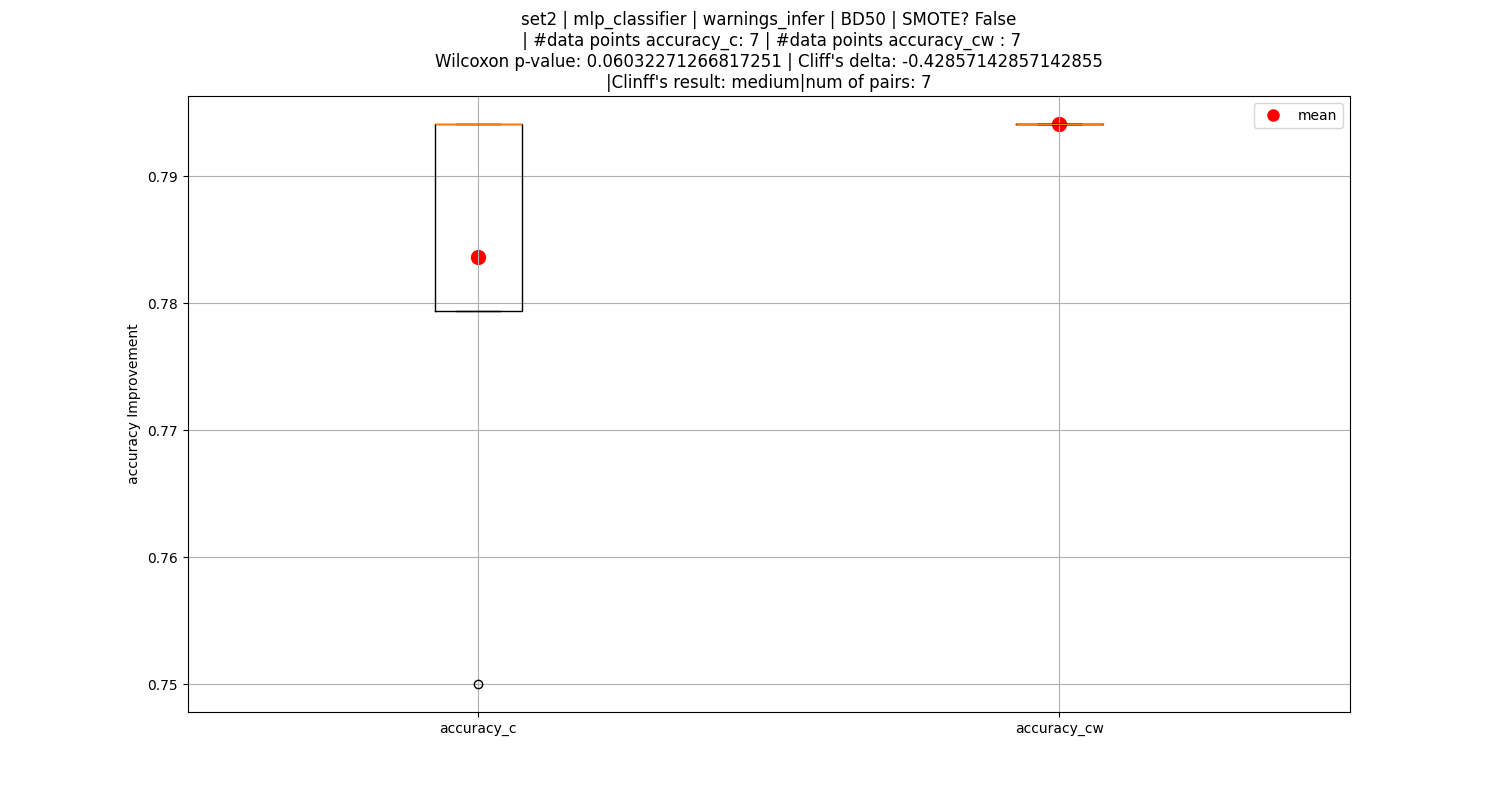 set2 | mlp_classifier | warnings_infer | BD50 | SMOTE? False
| #data points accuracy_c: 7 | #data points accuracy_cw : 7
Wilcoxon p-value: 0.06032271266817251 | Cliff's delta: -0.42857142857142855
|Clinff's result: medium|num of pairs: 7
mean
0.79
0.78
0.77
0.76
0.75
accuracy Improvement
accuracy_c
accuracy_cw